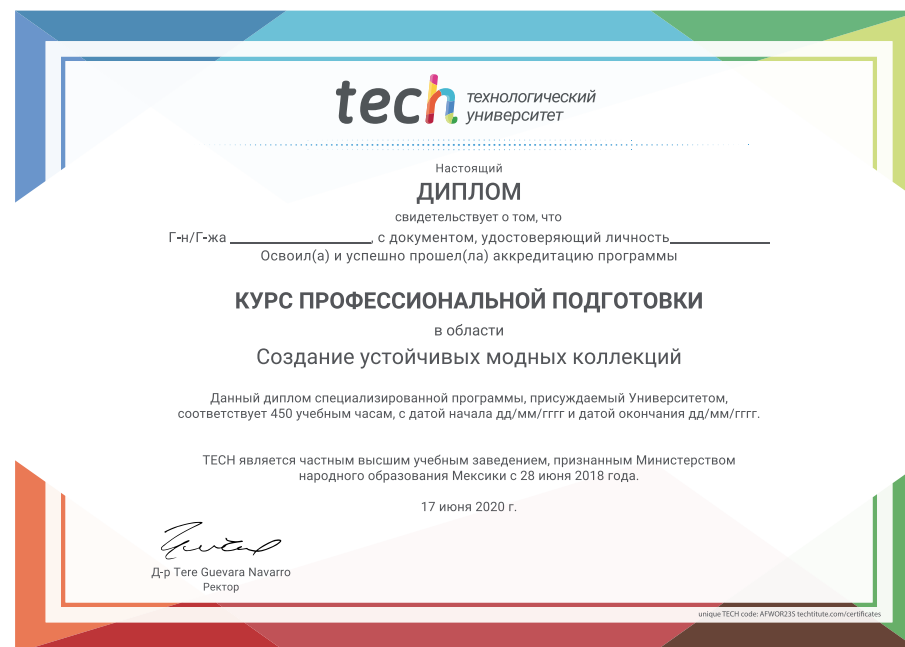 tech технологический
университет
Настоящий
ДИПЛОМ
свидетельствует о том, что
Г-н/Г-жа ____________________, с документом, удостоверяющий личность______________
Освоил(а) и успешно прошел(ла) аккредитацию программы
КУРС ПРОФЕССИОНАЛЬНОЙ ПОДГОТОВКИ
в области
Создание устойчивых модных коллекций
Данный диплом специализированной программы, присуждаемый Университетом,
соответствует 450 учебным часам, с датой начала дд/мм/гггг и датой окончания дд/мм/гггг.
TECH является частным высшим учебным заведением, признанным Министерством
народного образования Мексики с 28 июня 2018 года.
17 июня 2020 г.
Д-р Tere Guevara Navarro
Ректор
unique TECH code: AFWOR23S techtitute.com/certificates